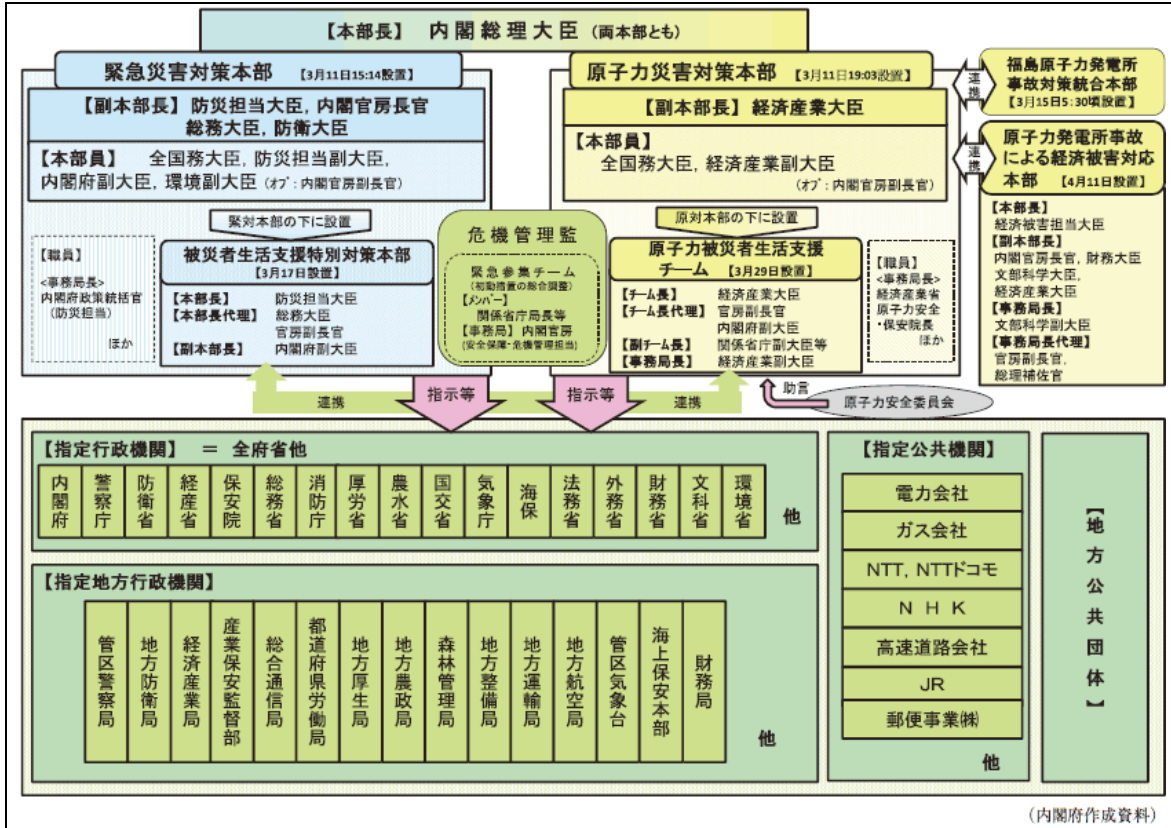 【本部長】 内閣総理大臣 (両本部とも)
緊急災害対策本部 【3月11日15:14設置】
【副本部長】防災担当大臣, 内閣官房長官
総務大臣, 防衛大臣
【本部員】 全国務大臣, 防災担当副大臣,
内閣府副大臣, 環境副大臣 (オブ：内閣官房副長官)
緊対本部の下に設置
【職員】
<事務局長>
内閣府政策統括官
(防災担当)
ほか
被災者生活支援特別対策本部
【3月17日設置】
【本部長】 防災担当大臣
【本部長代理】 総務大臣
官房副長官
【副本部長】 内閣府副大臣
危機管理監
緊急参集チーム
(初動措置の総合調整)
【メンバー】
関係省庁局長等
【事務局】内閣官房
(安全保障・危機管理担当)
原子力災害対策本部 【3月11日19:03設置】
【副本部長】経済産業大臣
【本部員】
全国務大臣, 経済産業副大臣
(オブ：内閣官房副長官)
原対本部の下に設置
原子力被災者生活支援
チーム 【3月29日設置】
【チーム長】 経済産業大臣
【チーム長代理】 官房副長官
内閣府副大臣
【副チーム長】 関係省庁副大臣等
【事務局長】 経済産業副大臣
【職員】
<事務局長>
経済産業省
原子力安全
・保安院長
ほか
連携
福島原子力発電所
事故対策統合本部
【3月15日5:30頃設置】
連携
原子力発電所事故
による経済被害対応
本部 【4月11日設置】
【本部長】
経済被害担当大臣
【副本部長】
内閣官房長官, 財務大臣
文部科学大臣,
経済産業大臣
【事務局長】
文部科学副大臣
【事務局長代理】
官房副長官,
総理補佐官
連携
指示等
指示等
連携
助言
原子力安全委員会
【指定行政機関】 ＝ 全府省他
内閣府
警察庁
防衛省
経産省
保安院
総務省
消防庁
厚労省
農水省
国交省
気象庁
海保
法務省
外務省
財務省
文科省
環境省
他
【指定地方行政機関】
管区警察局
地方防衛局
経済産業局
産業保安監督部
総合通信局
都道府県労働局
地方厚生局
地方農政局
森林管理局
地方整備局
地方運輸局
地方航空局
管区気象台
海上保安本部
財務局
他
【指定公共機関】
電力会社
ガス会社
NTT, NTTドコモ
ＮＨＫ
高速道路会社
JR
郵便事業㈱
他
【地方公共団体】
(内閣府作成資料)